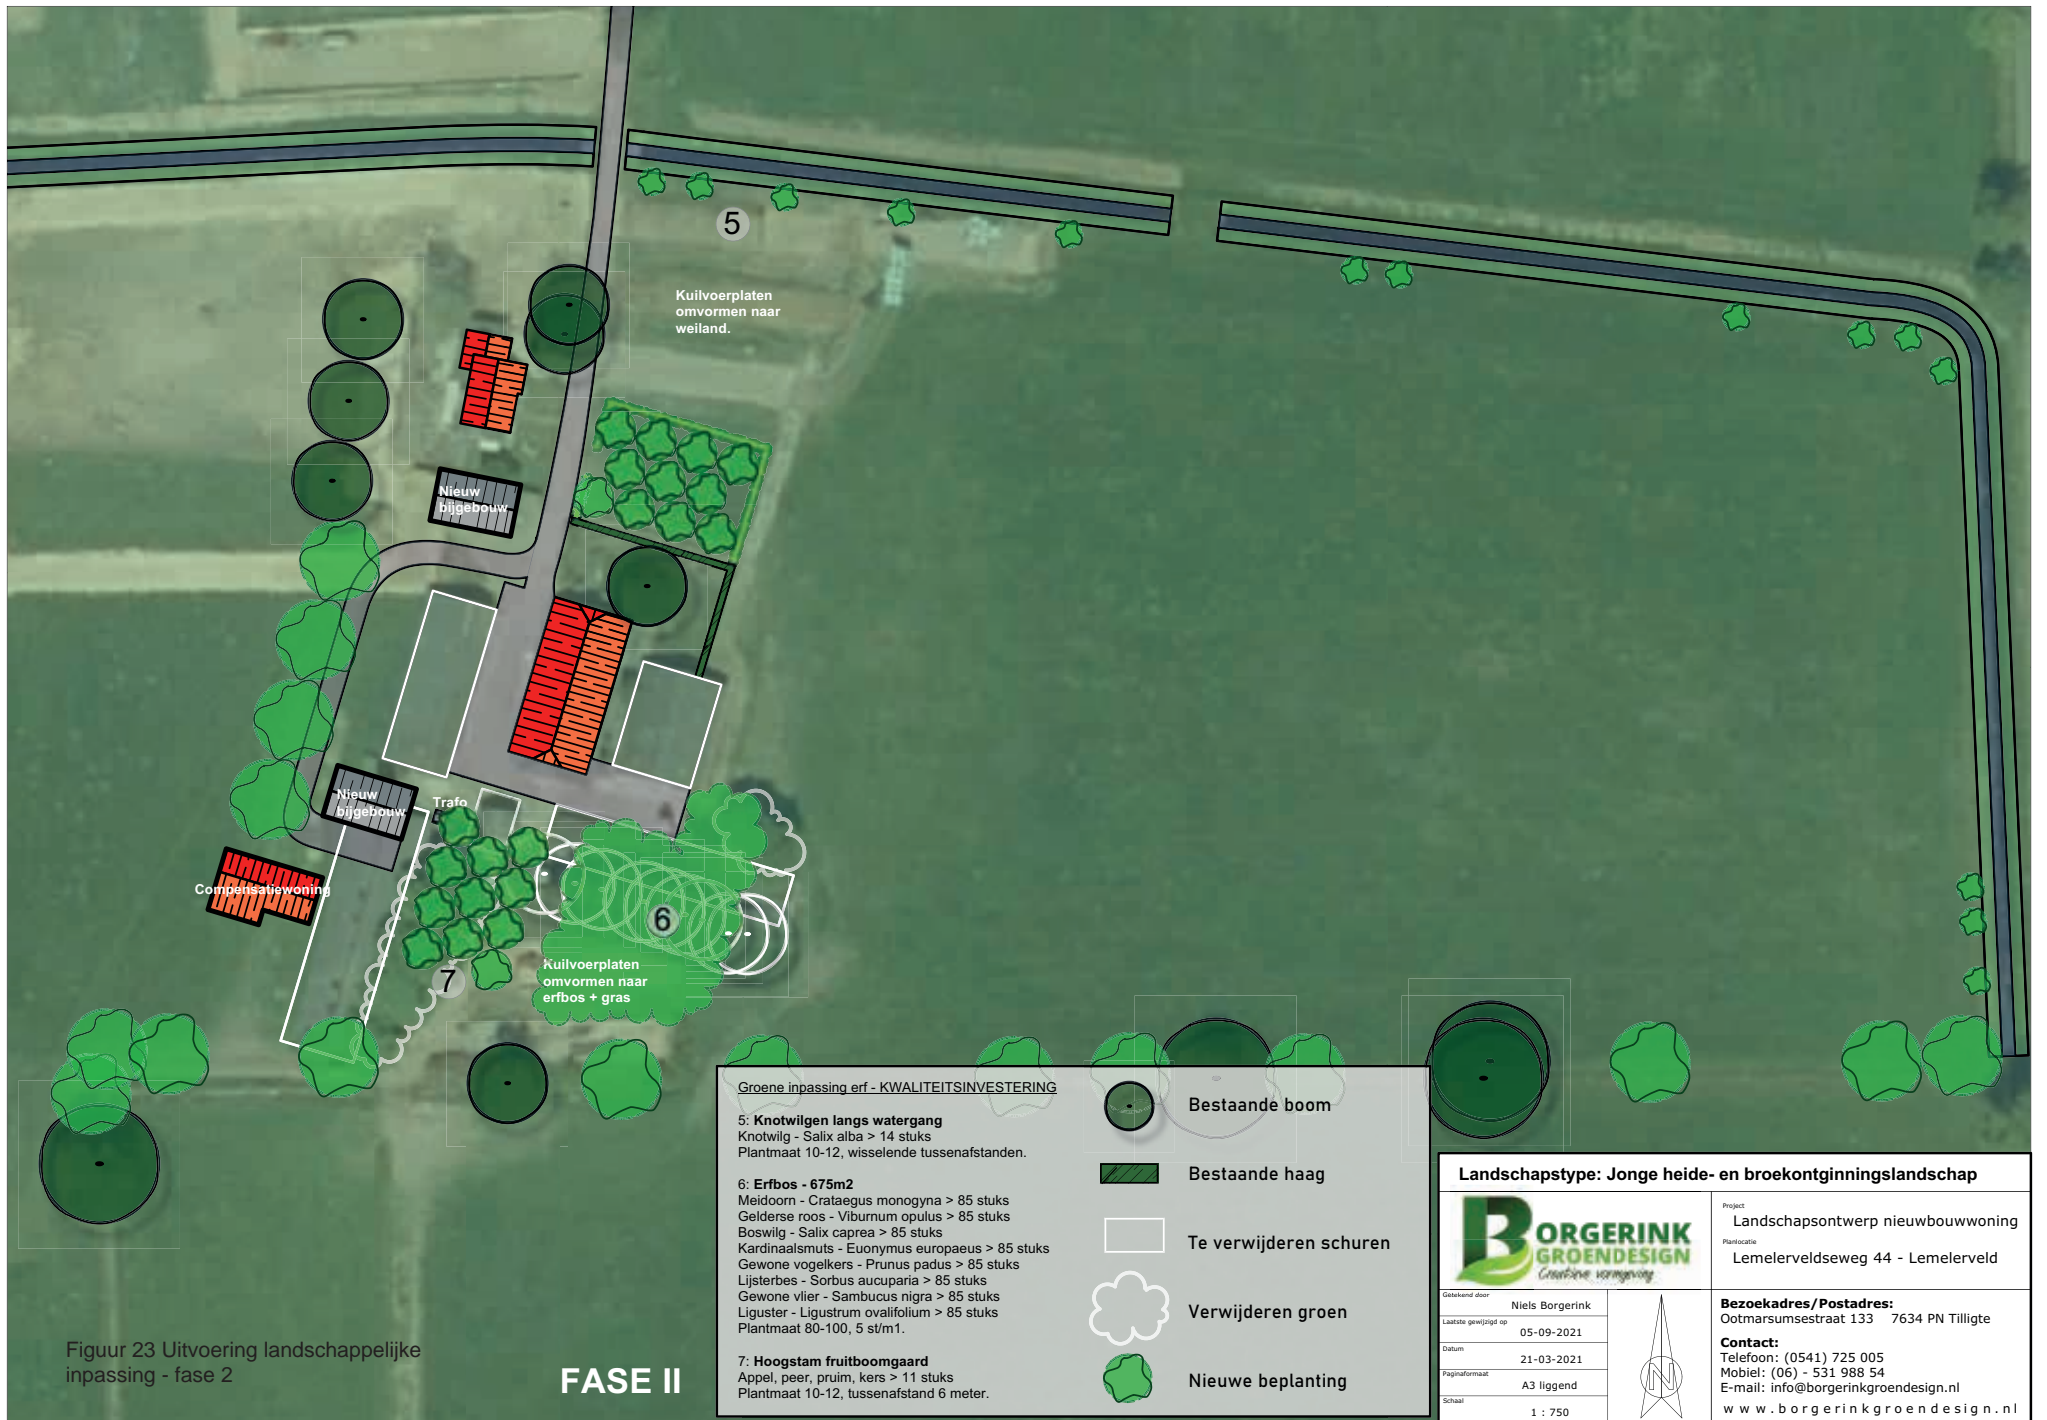 5
Kuilvoerplaten
omvormen naar
weiland.
Nieuw
bijgebouw
Nieuw
bijgebouw
Trafo
Compensatiewoning
6
7
Kuilvoerplaten
omvormen naar
erfbos + gras
Groene inpassing erf - KWALITEITSINVESTERING
5: Knotwilgen langs watergang
Knotwilg - Salix alba > 14 stuks
Plantmaat 10-12, wisselende tussenafstanden.
6: Erfbos - 675m2
Meidoorn - Crataegus monogyna > 85 stuks
Gelderse roos - Viburnum opulus > 85 stuks
Boswilg - Salix caprea > 85 stuks
Kardinaalsmuts - Euonymus europaeus > 85 stuks
Gewone vogelkers - Prunus padus > 85 stuks
Lijsterbes - Sorbus aucuparia > 85 stuks
Gewone vlier - Sambucus nigra > 85 stuks
Liguster - Ligustrum ovalifolium > 85 stuks
Plantmaat 80-100, 5 st/m1.
7: Hoogstam fruitboomgaard
Appel, peer, pruim, kers > 11 stuks
Plantmaat 10-12, tussenafstand 6 meter.
Bestaande boom
Bestaande haag
Te verwijderen schuren
Verwijderen groen
Nieuwe beplanting
Figuur 23 Uitvoering landschappelijke
inpassing - fase 2
FASE II
Landschapstype: Jonge heide- en broekontginningslandschap
BORGERINK
GROENDESIGN
Creatieve vormgeving
Project
Landschapsontwerp nieuwbouwwoning
Planlocatie
Lemelerveldseweg 44 - Lemelerveld
Getekend door
Niels Borgerink
Laatste gewijzigd op
05-09-2021
Datum
21-03-2021
Paginaformaat
A3 liggend
Schaal
1 : 750
N
Bezoekadres/Postadres:
Ootmarsumsestraat 133 7634 PN Tilligte
Contact:
Telefoon: (0541) 725 005
Mobiel: (06) - 531 988 54
E-mail: info@borgerinkgroendesign.nl
www.borgerinkgroendesign.nl